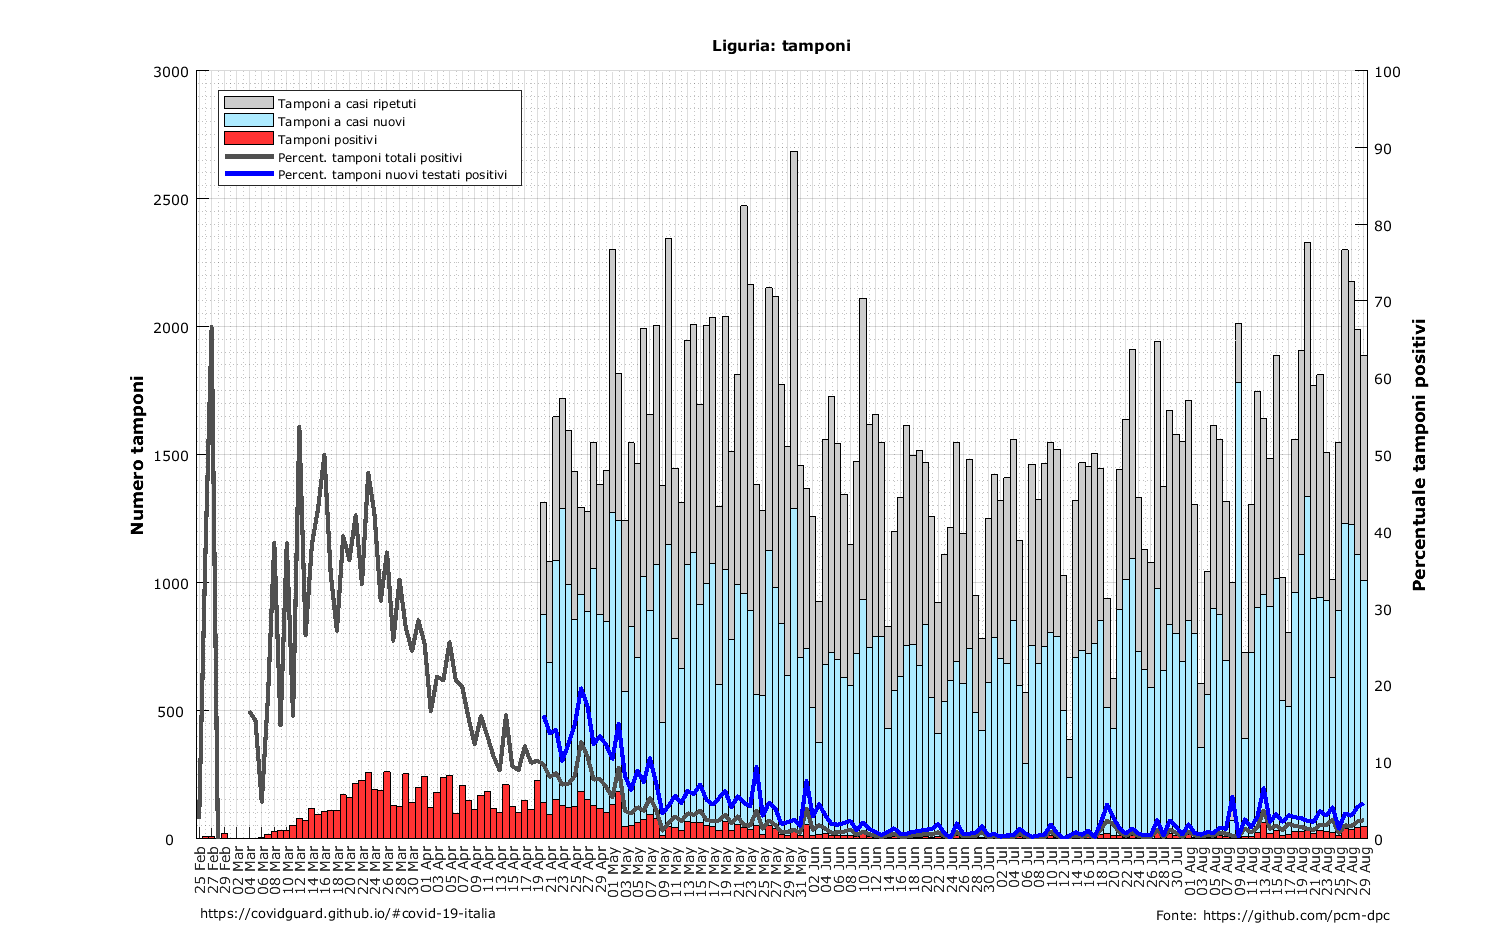 Liguria: tamponi
Tamponi a casi ripetuti
Tamponi a casi nuovi
Tamponi positivi
Percent. tamponi totali positivi
Percent. tamponi nuovi testati positivi
Numero tamponi
3000
2500
2000
1500
1000
500
0
Percentuale tamponi positivi
100
90
80
70
60
50
40
30
20
10
0
25 Feb
27 Feb
29 Feb
02 Mar
04 Mar
06 Mar
08 Mar
10 Mar
12 Mar
14 Mar
16 Mar
18 Mar
20 Mar
22 Mar
24 Mar
26 Mar
28 Mar
30 Mar
01 Apr
03 Apr
05 Apr
07 Apr
09 Apr
11 Apr
13 Apr
15 Apr
17 Apr
19 Apr
21 Apr
23 Apr
25 Apr
27 Apr
29 Apr
01 May
03 May
05 May
07 May
09 May
11 May
13 May
15 May
17 May
19 May
21 May
23 May
25 May
27 May
29 May
31 May
02 Jun
04 Jun
06 Jun
08 Jun
10 Jun
12 Jun
14 Jun
16 Jun
18 Jun
20 Jun
22 Jun
24 Jun
26 Jun
28 Jun
30 Jun
02 Jul
04 Jul
06 Jul
08 Jul
10 Jul
12 Jul
14 Jul
16 Jul
18 Jul
20 Jul
22 Jul
24 Jul
26 Jul
28 Jul
30 Jul
01 Aug
03 Aug
05 Aug
07 Aug
09 Aug
11 Aug
13 Aug
15 Aug
17 Aug
19 Aug
21 Aug
23 Aug
25 Aug
27 Aug
29 Aug
https://covidguard.github.io/#covid-19-italia
Fonte: https://github.com/pcm-dpc